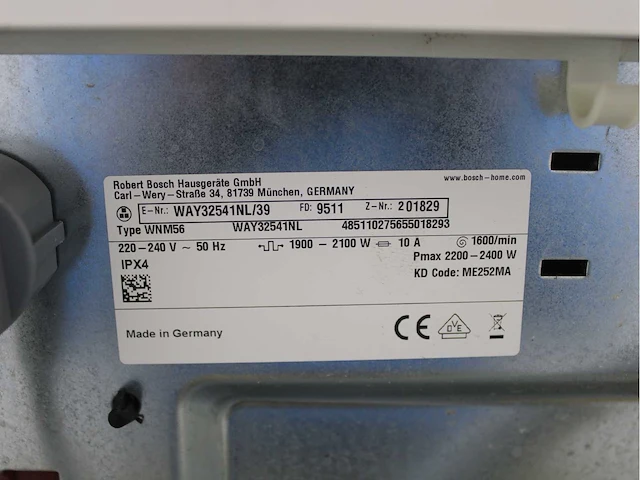 Robert Bosch Hausgeräte GmbH www.bosch-home.com
Carl-Wery-Straße 34, 81739 München, GERMANY
E-Nr.: WAY32541NL/39 FD: 9511 Z-Nr.: 201829
Type WNM56 WAY32541NL 485110275655018293
220-240 V ~ 50 Hz 1900 - 2100 W 10 A 1600/min
IPX4 Pmax 2200-2400 W
KD Code: ME252MA
Made in Germany CE DVE